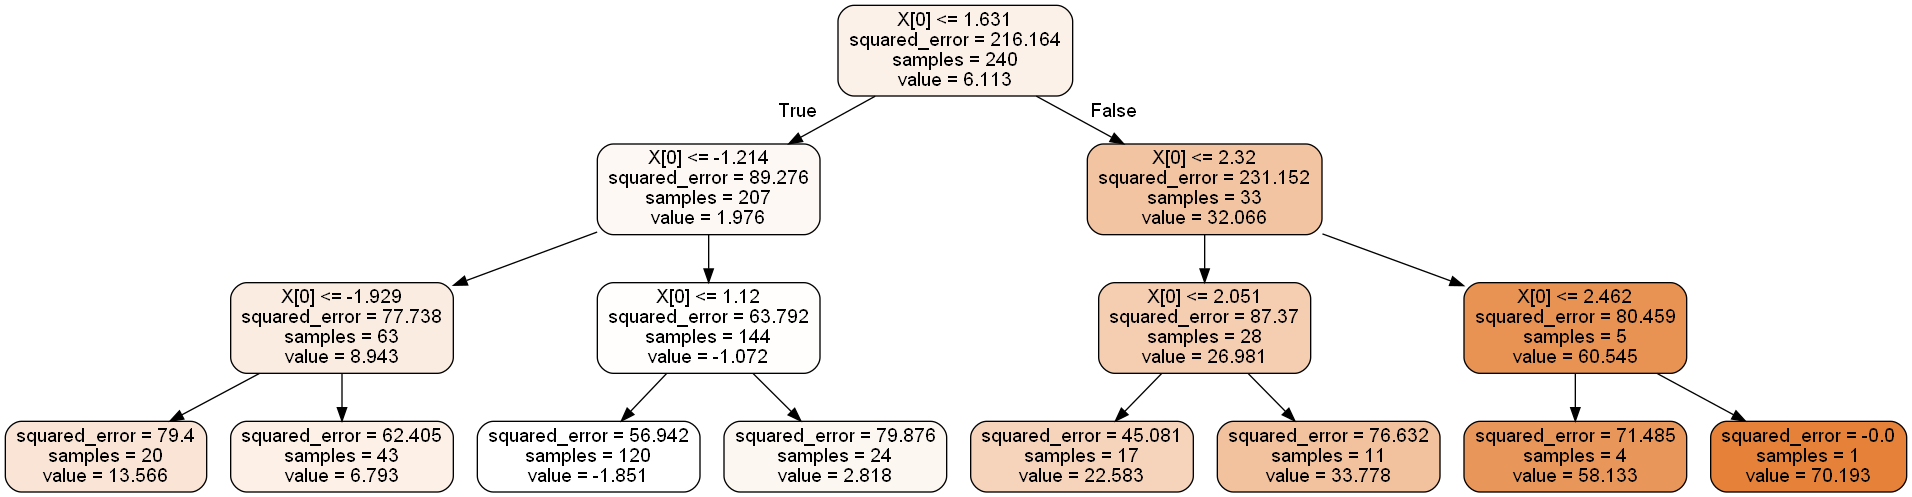 X[0] <= 1.631
squared_error = 216.164
samples = 240
value = 6.113
True
False
X[0] <= -1.214
squared_error = 89.276
samples = 207
value = 1.976
X[0] <= 2.32
squared_error = 231.152
samples = 33
value = 32.066
X[0] <= -1.929
squared_error = 77.738
samples = 63
value = 8.943
X[0] <= 1.12
squared_error = 63.792
samples = 144
value = -1.072
X[0] <= 2.051
squared_error = 87.37
samples = 28
value = 26.981
X[0] <= 2.462
squared_error = 80.459
samples = 5
value = 60.545
squared_error = 79.4
samples = 20
value = 13.566
squared_error = 62.405
samples = 43
value = 6.793
squared_error = 56.942
samples = 120
value = -1.851
squared_error = 79.876
samples = 24
value = 2.818
squared_error = 45.081
samples = 17
value = 22.583
squared_error = 76.632
samples = 11
value = 33.778
squared_error = 71.485
samples = 4
value = 58.133
squared_error = -0.0
samples = 1
value = 70.193